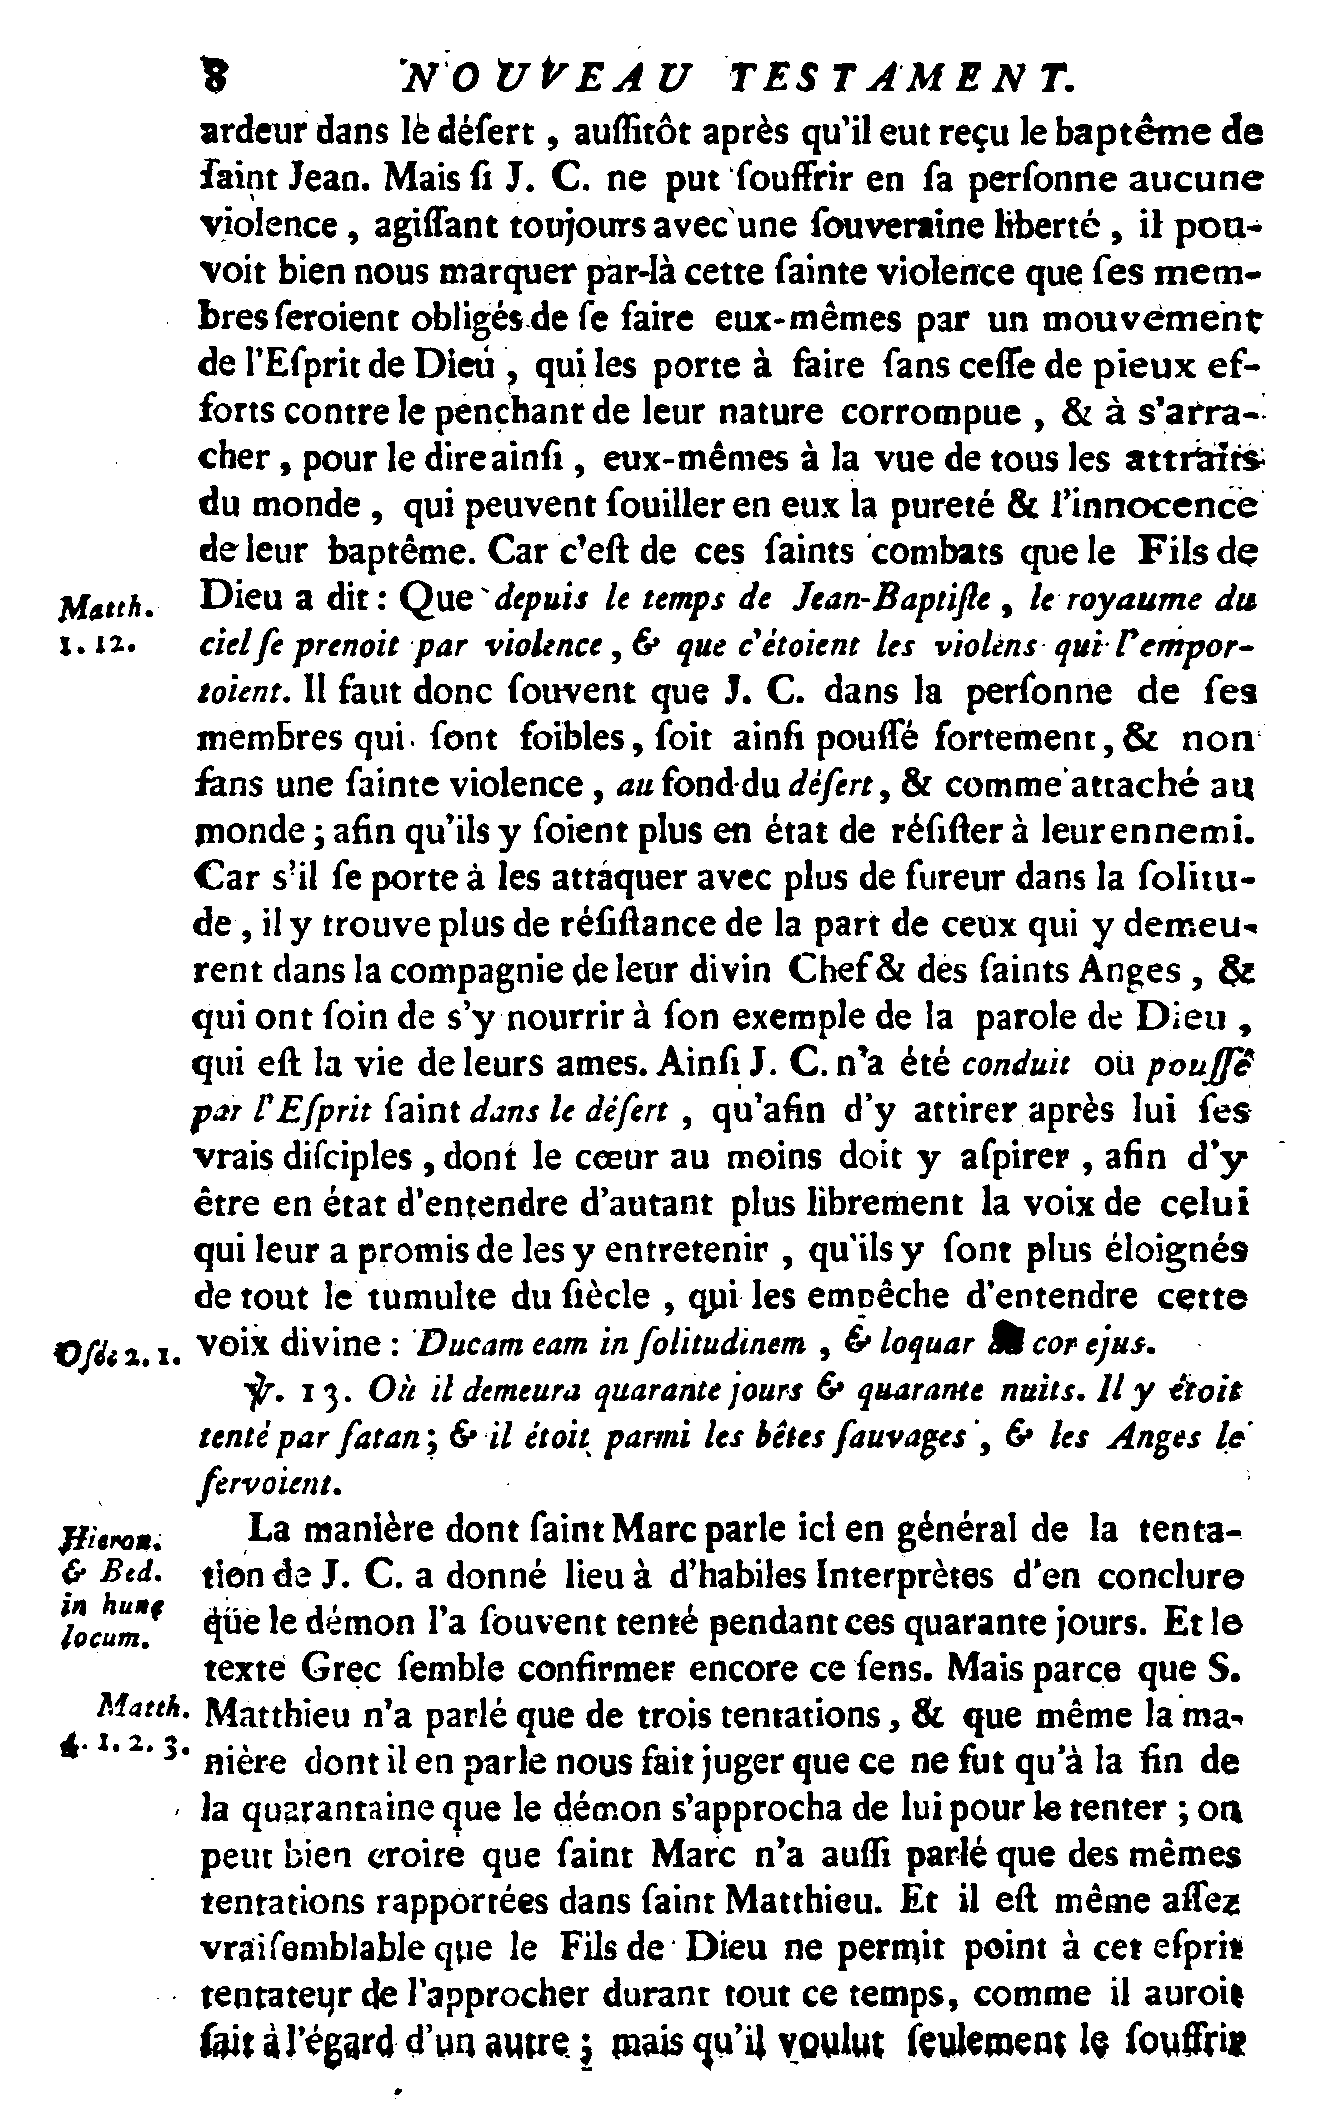 8 NOUVEAU TESTAMENT.
ardeur dans le déſert, auſſitôt après qu'il eut reçu le baptême de
ſaint Jean. Mais ſi J. C. ne put ſouffrir en ſa perſonne aucune
violence, agiſſant toujours avec une ſouveraine liberté, il pou-
voit bien nous marquer par-là cette ſainte violence que ſes mem-
bres ſeroient obligés de ſe faire eux-mêmes par un mouvement
de l'Eſprit de Dieu, qui les porte à faire ſans ceſſe de pieux ef-
forts contre le penchant de leur nature corrompue, & à s'arra-
cher, pour le dire ainſi, eux-mêmes à la vue de tous les attraits
du monde, qui peuvent ſouiller en eux la pureté & l'innocence
de leur baptême. Car c'eſt de ces ſaints combats que le Fils de
Matth. 1. 12.
Dieu a dit : Que depuis le temps de Jean-Baptiſte, le royaume du
ciel ſe prenoit par violence, & que c'étoient les violens qui l'empor-
toient. Il faut donc ſouvent que J. C. dans la perſonne de ſes
membres qui ſont foibles, ſoit ainſi pouſſé fortement, & non
ſans une ſainte violence, au fond du déſert, & comme attaché au
monde ; afin qu'ils y ſoient plus en état de réſiſter à leur ennemi.
Car s'il ſe porte à les attaquer avec plus de fureur dans la ſolitu-
de, il y trouve plus de réſiſtance de la part de ceux qui y demeu-
rent dans la compagnie de leur divin Chef & des ſaints Anges, &
qui ont ſoin de s'y nourrir à ſon exemple de la parole de Dieu,
qui eſt la vie de leurs ames. Ainſi J. C. n'a été conduit ou pouſſé
par l'Eſprit ſaint dans le déſert, qu'afin d'y attirer après lui ſes
vrais diſciples, dont le cœur au moins doit y aſpirer, afin d'y
être en état d'entendre d'autant plus librement la voix de celui
qui leur a promis de les y entretenir, qu'ils y ſont plus éloignés
de tout le tumulte du ſiècle, qui les empêche d'entendre cette
Oſée 2. 1.
voix divine : Ducam eam in ſolitudinem, & loquar cor ejus.
℣. 13. Où il demeura quarante jours & quarante nuits. Il y étoit
tenté par ſatan ; & il étoit parmi les bêtes ſauvages, & les Anges le
ſervoient.
Hieron.
& Bed.
in hunc
locum.
La manière dont ſaint Marc parle ici en général de la tenta-
tion de J. C. a donné lieu à d'habiles Interprètes d'en conclure
que le démon l'a ſouvent tenté pendant ces quarante jours. Et le
texte Grec ſemble confirmer encore ce ſens. Mais parce que S.
Matth.
4. 1. 2. 3.
Matthieu n'a parlé que de trois tentations, & que même la ma-
nière dont il en parle nous fait juger que ce ne fut qu'à la fin de
la quarantaine que le démon s'approcha de lui pour le tenter ; on
peut bien croire que ſaint Marc n'a auſſi parlé que des mêmes
tentations rapportées dans ſaint Matthieu. Et il eſt même aſſez
vraiſemblable que le Fils de Dieu ne permit point à cet eſprit
tentateur de l'approcher durant tout ce temps, comme il auroit
fait à l'égard d'un autre ; mais qu'il voulut ſeulement le ſouffrir